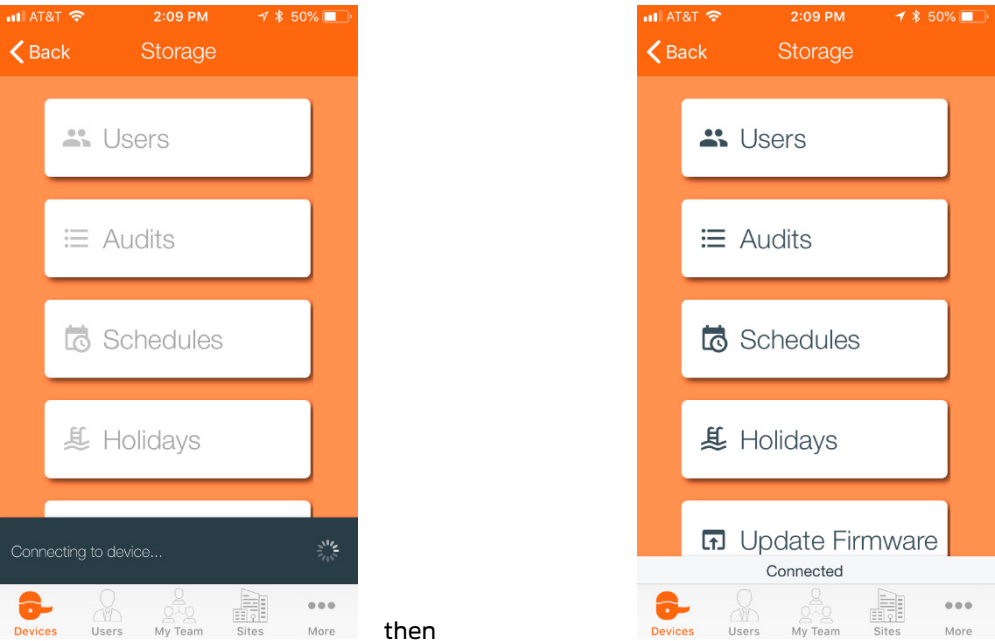 AT&T 2:09 PM 50%
Back Storage
Users
Audits
Schedules
Holidays
Connecting to device...
Devices Users My Team Sites More
then
AT&T 2:09 PM 50%
Back Storage
Users
Audits
Schedules
Holidays
Update Firmware
Connected
Devices Users My Team Sites More